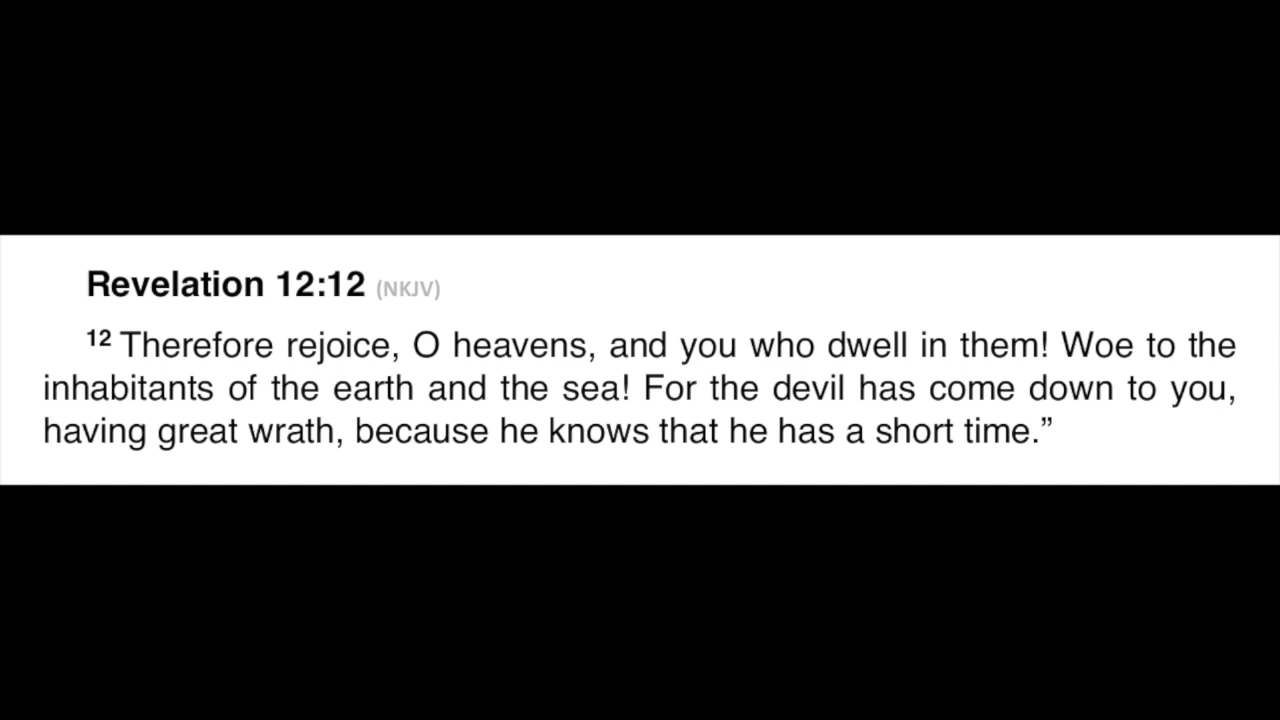 Revelation 12:12 (NKJV)
12 Therefore rejoice, O heavens, and you who dwell in them! Woe to the
inhabitants of the earth and the sea! For the devil has come down to you,
having great wrath, because he knows that he has a short time.”